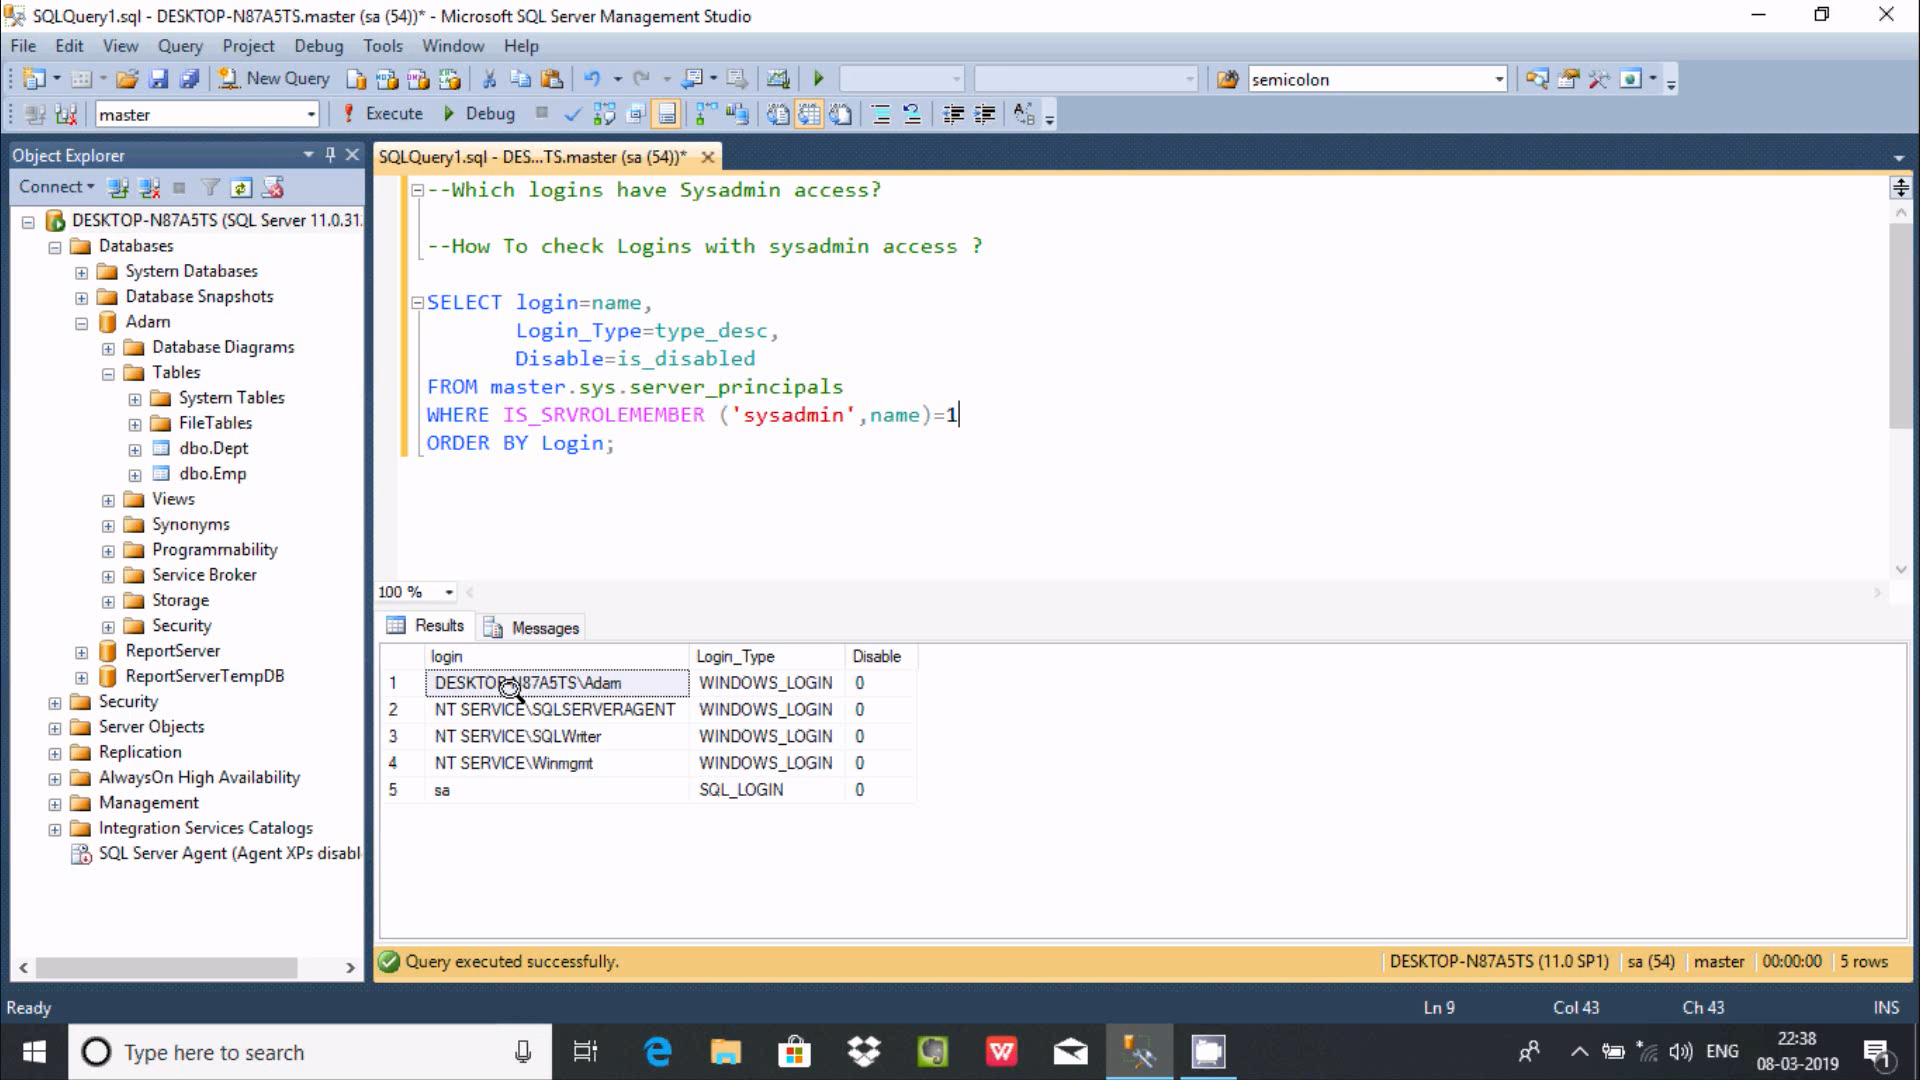 SQLQuery1.sql - DESKTOP-N87A5TS.master (sa (54))* - Microsoft SQL Server Management Studio
File Edit View Query Project Debug Tools Window Help
New Query semicolon
master Execute Debug
Object Explorer
Connect
DESKTOP-N87A5TS (SQL Server 11.0.31
Databases
System Databases
Database Snapshots
Adam
Database Diagrams
Tables
System Tables
FileTables
dbo.Dept
dbo.Emp
Views
Synonyms
Programmability
Service Broker
Storage
Security
ReportServer
ReportServerTempDB
Security
Server Objects
Replication
AlwaysOn High Availability
Management
Integration Services Catalogs
SQL Server Agent (Agent XPs disabl
SQLQuery1.sql - DES...TS.master (sa (54))*
--Which logins have Sysadmin access?
--How To check Logins with sysadmin access ?
SELECT login=name,
Login_Type=type_desc,
Disable=is_disabled
FROM master.sys.server_principals
WHERE IS_SRVROLEMEMBER ('sysadmin',name)=1
ORDER BY Login;
100 %
Results Messages
login Login_Type Disable
1 DESKTOP-N87A5TS\Adam WINDOWS_LOGIN 0
2 NT SERVICE\SQLSERVERAGENT WINDOWS_LOGIN 0
3 NT SERVICE\SQLWriter WINDOWS_LOGIN 0
4 NT SERVICE\Winmgmt WINDOWS_LOGIN 0
5 sa SQL_LOGIN 0
Query executed successfully. DESKTOP-N87A5TS (11.0 SP1) sa (54) master 00:00:00 5 rows
Ready Ln 9 Col 43 Ch 43 INS
Type here to search ENG 22:38
08-03-2019 1